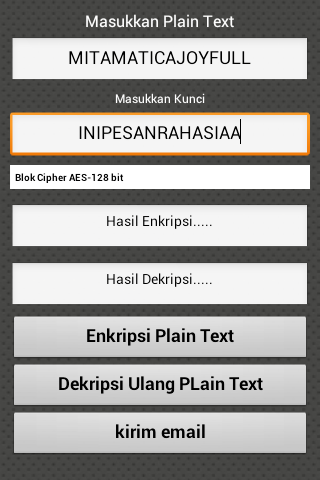 Masukkan Plain Text
MITAMATICAJOYFULL
Masukkan Kunci
INIPESANRAHASIAA
Blok Cipher AES-128 bit
Hasil Enkripsi.....
Hasil Dekripsi.....
Enkripsi Plain Text
Dekripsi Ulang PLain Text
kirim email